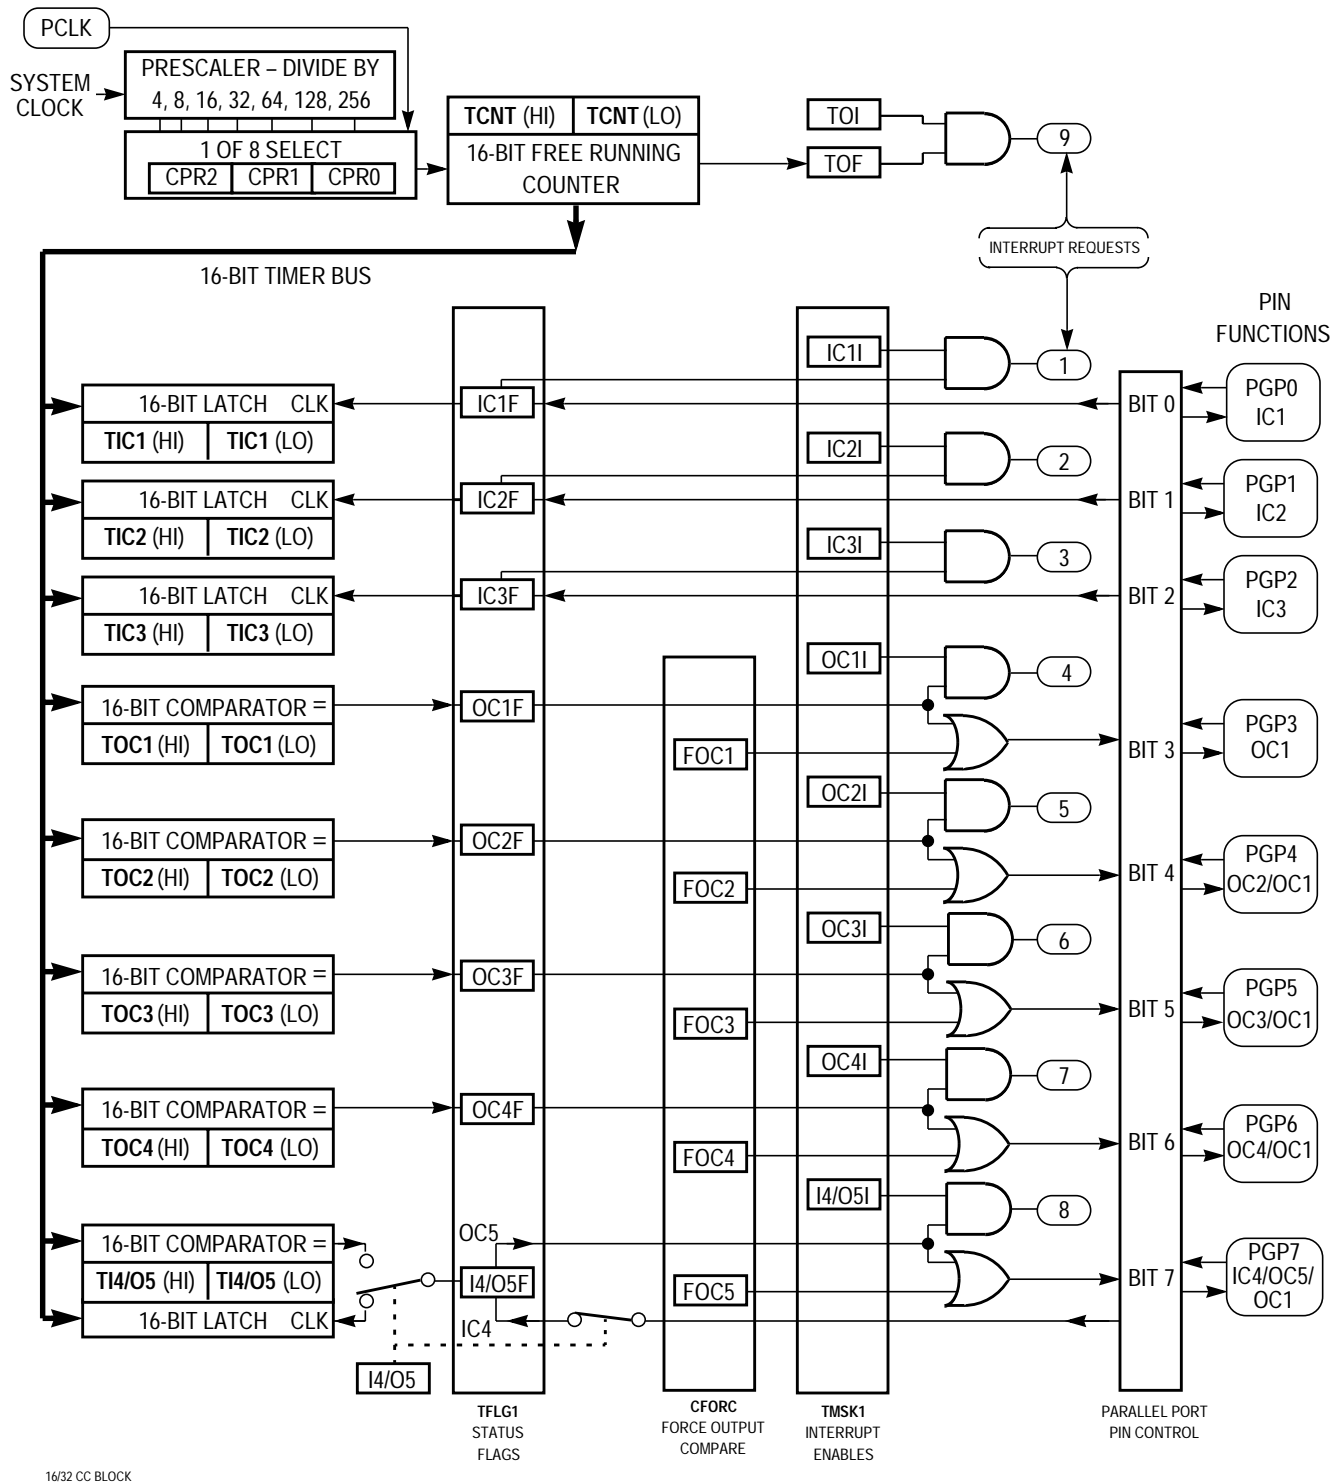 PCLK
SYSTEM
CLOCK
PRESCALER – DIVIDE BY
4, 8, 16, 32, 64, 128, 256
1 OF 8 SELECT
CPR2 CPR1 CPR0
TCNT (HI) TCNT (LO)
16-BIT FREE RUNNING
COUNTER
TOI
TOF
9
INTERRUPT REQUESTS
16-BIT TIMER BUS
PIN
FUNCTIONS
IC1I
1
16-BIT LATCH CLK
TIC1 (HI) TIC1 (LO)
IC1F
BIT 0
PGP0
IC1
IC2I
2
16-BIT LATCH CLK
TIC2 (HI) TIC2 (LO)
IC2F
BIT 1
PGP1
IC2
IC3I
3
16-BIT LATCH CLK
TIC3 (HI) TIC3 (LO)
IC3F
BIT 2
PGP2
IC3
OC1I
4
16-BIT COMPARATOR =
TOC1 (HI) TOC1 (LO)
OC1F
FOC1
BIT 3
PGP3
OC1
OC2I
5
16-BIT COMPARATOR =
TOC2 (HI) TOC2 (LO)
OC2F
FOC2
BIT 4
PGP4
OC2/OC1
OC3I
6
16-BIT COMPARATOR =
TOC3 (HI) TOC3 (LO)
OC3F
FOC3
BIT 5
PGP5
OC3/OC1
OC4I
7
16-BIT COMPARATOR =
TOC4 (HI) TOC4 (LO)
OC4F
FOC4
BIT 6
PGP6
OC4/OC1
I4/O5I
8
16-BIT COMPARATOR =
TI4/O5 (HI) TI4/O5 (LO)
16-BIT LATCH CLK
OC5
I4/O5F
IC4
FOC5
BIT 7
PGP7
IC4/OC5/
OC1
I4/O5
TFLG1
STATUS
FLAGS
CFORC
FORCE OUTPUT
COMPARE
TMSK1
INTERRUPT
ENABLES
PARALLEL PORT
PIN CONTROL
16/32 CC BLOCK